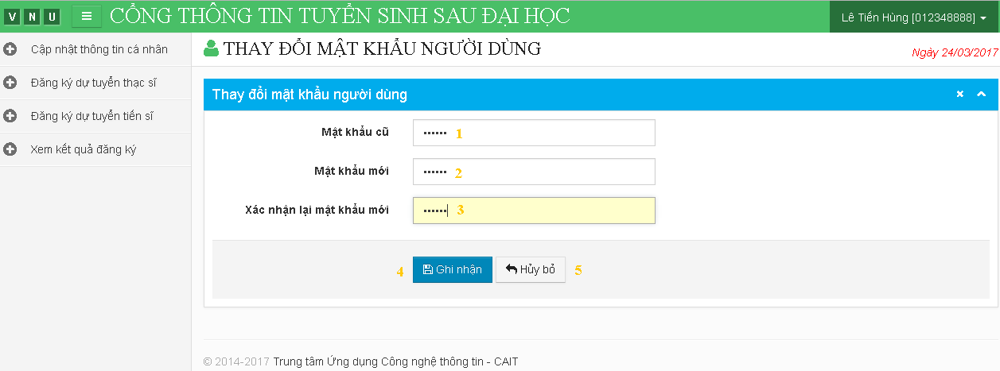 VNU CỔNG THÔNG TIN TUYỂN SINH SAU ĐẠI HỌC Lê Tiến Hùng [012348888]
Cập nhật thông tin cá nhân
Đăng ký dự tuyển thạc sĩ
Đăng ký dự tuyển tiến sĩ
Xem kết quả đăng ký
THAY ĐỔI MẬT KHẨU NGƯỜI DÙNG
Ngày 24/03/2017
Thay đổi mật khẩu người dùng
Mật khẩu cũ •••••• 1
Mật khẩu mới •••••• 2
Xác nhận lại mật khẩu mới •••••• 3
4 Ghi nhận Hủy bỏ 5
© 2014-2017 Trung tâm Ứng dụng Công nghệ thông tin - CAIT